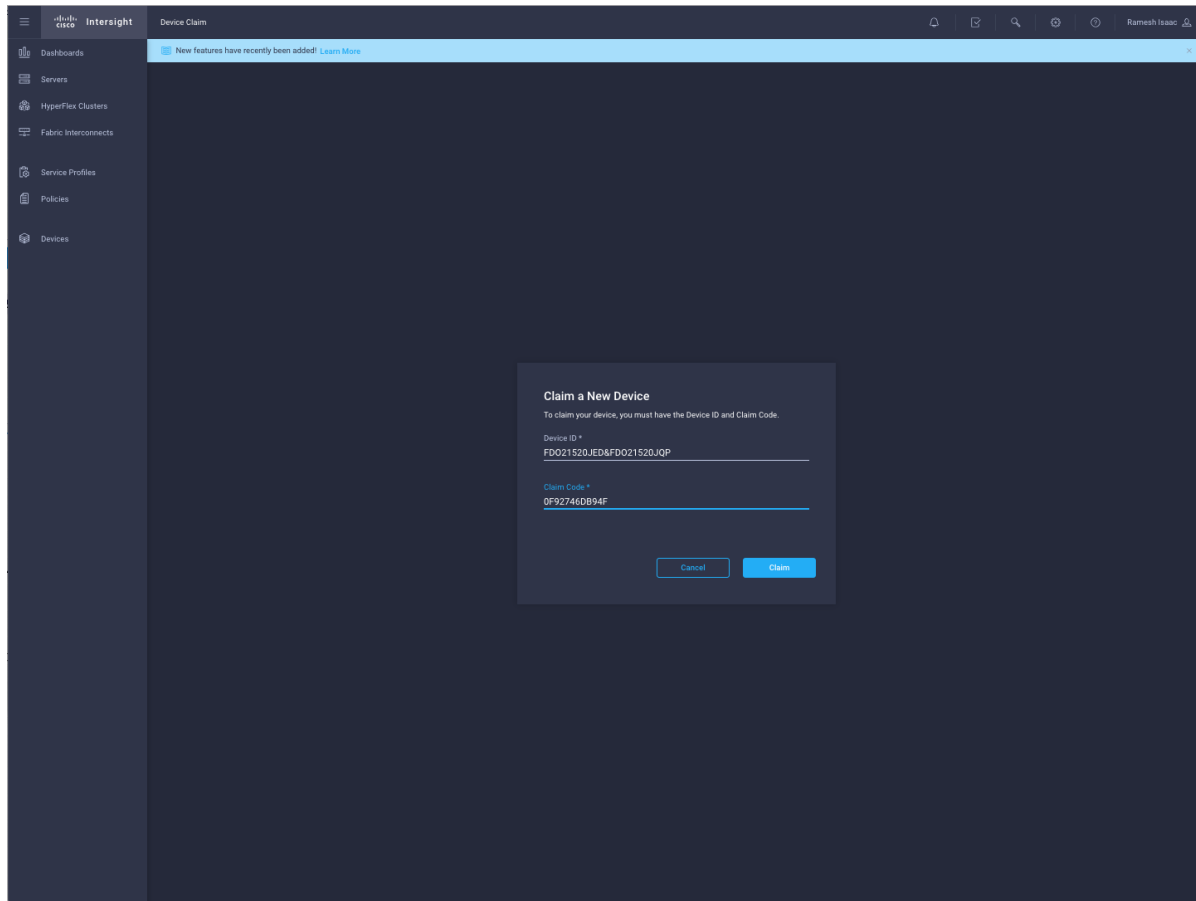 cisco Intersight
Device Claim
Ramesh Isaac
New features have recently been added! Learn More
Dashboards
Servers
HyperFlex Clusters
Fabric Interconnects
Service Profiles
Policies
Devices
Claim a New Device
To claim your device, you must have the Device ID and Claim Code.
Device ID *
FDO21520JED&FDO21520JQP
Claim Code *
0F92746DB94F
Cancel
Claim